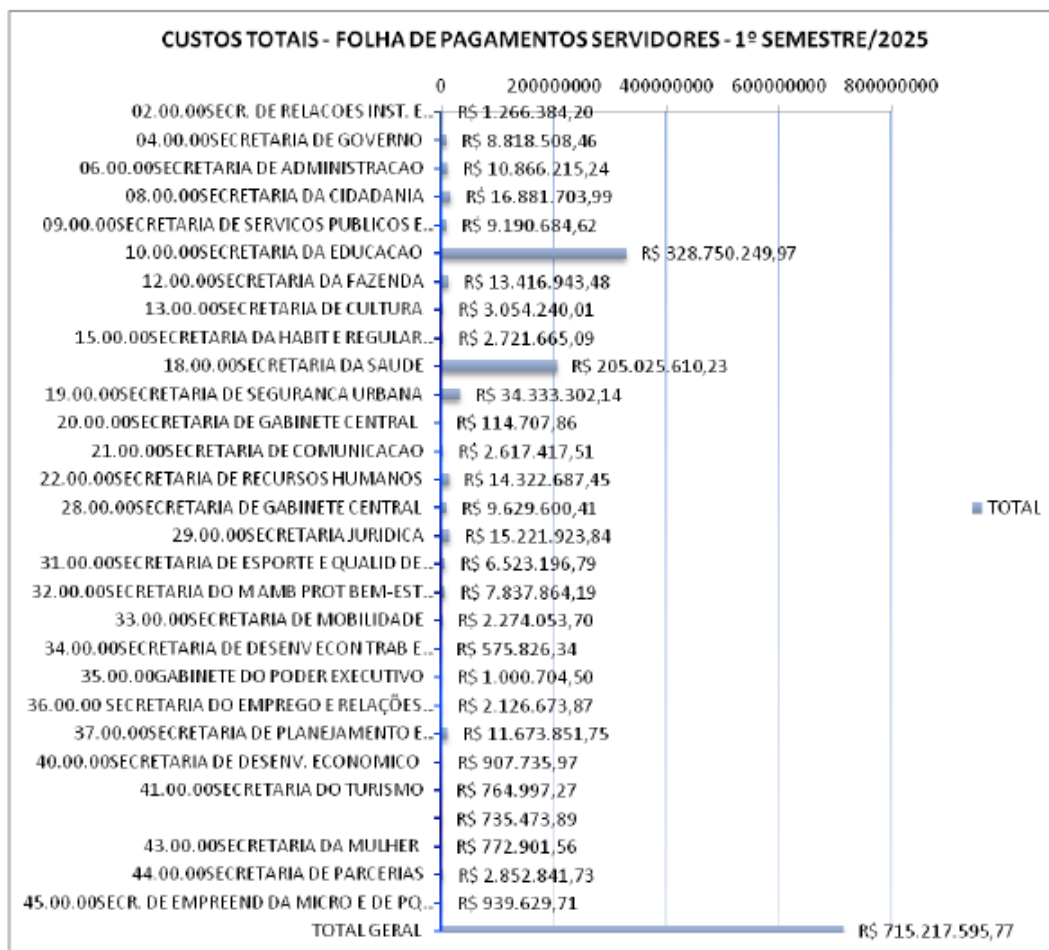 CUSTOS TOTAIS - FOLHA DE PAGAMENTOS SERVIDORES - 1º SEMESTRE/2025
0 200000000 400000000 600000000 800000000
02.00.00SECR. DE RELACOES INST. E... R$ 1.266.384,20
04.00.00SECRETARIA DE GOVERNO R$ 8.818.508,46
06.00.00SECRETARIA DE ADMINISTRACAO R$ 10.866.215,24
08.00.00SECRETARIA DA CIDADANIA R$ 16.881.703,99
09.00.00SECRETARIA DE SERVICOS PUBLICOS E... R$ 9.190.684,62
10.00.00SECRETARIA DA EDUCACAO R$ 328.750.249,97
12.00.00SECRETARIA DA FAZENDA R$ 13.416.943,48
13.00.00SECRETARIA DE CULTURA R$ 3.054.240,01
15.00.00SECRETARIA DA HABIT E REGULAR... R$ 2.721.665,09
18.00.00SECRETARIA DA SAUDE R$ 205.025.610,23
19.00.00SECRETARIA DE SEGURANCA URBANA R$ 34.333.302,14
20.00.00SECRETARIA DE GABINETE CENTRAL R$ 114.707,86
21.00.00SECRETARIA DE COMUNICACAO R$ 2.617.417,51
22.00.00SECRETARIA DE RECURSOS HUMANOS R$ 14.322.687,45
28.00.00SECRETARIA DE GABINETE CENTRAL R$ 9.629.600,41
TOTAL
29.00.00SECRETARIA JURIDICA R$ 15.221.923,84
31.00.00SECRETARIA DE ESPORTE E QUALID DE... R$ 6.523.196,79
32.00.00SECRETARIA DO M AMB PROT BEM-EST... R$ 7.837.864,19
33.00.00SECRETARIA DE MOBILIDADE R$ 2.274.053,70
34.00.00SECRETARIA DE DESENV ECON TRAB E... R$ 575.826,34
35.00.00GABINETE DO PODER EXECUTIVO R$ 1.000.704,50
36.00.00 SECRETARIA DO EMPREGO E RELAÇÕES... R$ 2.126.673,87
37.00.00SECRETARIA DE PLANEJAMENTO E... R$ 11.673.851,75
40.00.00SECRETARIA DE DESENV. ECONOMICO R$ 907.735,97
41.00.00SECRETARIA DO TURISMO R$ 764.997,27
R$ 735.473,89
43.00.00SECRETARIA DA MULHER R$ 772.901,56
44.00.00SECRETARIA DE PARCERIAS R$ 2.852.841,73
45.00.00SECR. DE EMPREEND DA MICRO E DE PQ... R$ 939.629,71
TOTAL GERAL R$ 715.217.595,77